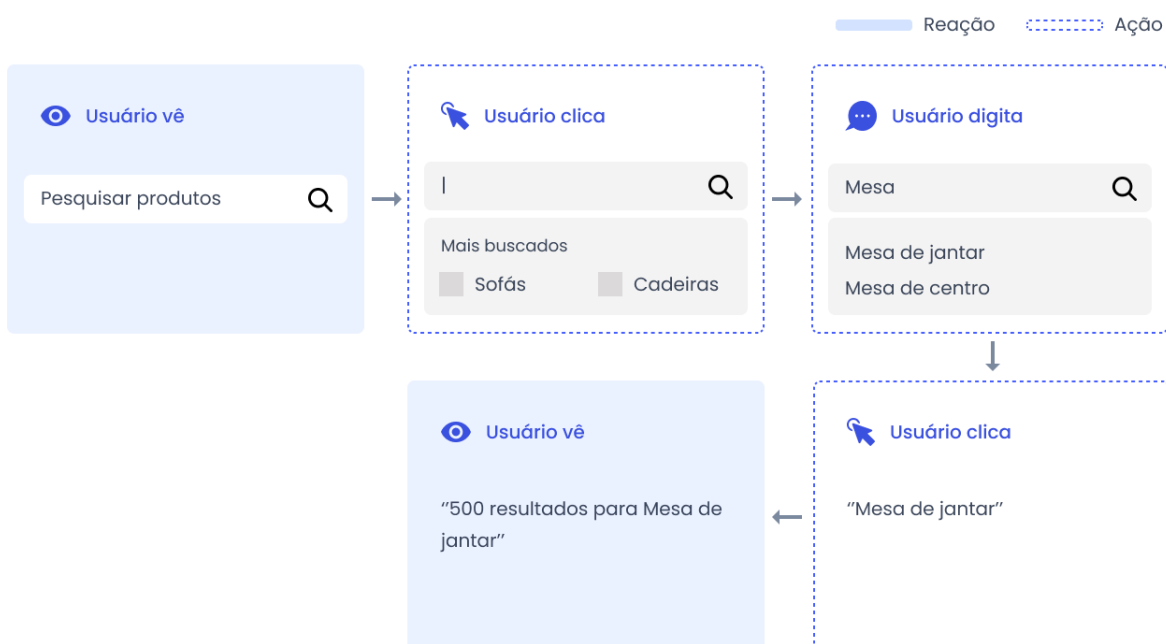 Reação
Ação
Usuário vê
Pesquisar produtos
Usuário clica
|
Mais buscados
Sofás
Cadeiras
Usuário digita
Mesa
Mesa de jantar
Mesa de centro
Usuário clica
“Mesa de jantar”
Usuário vê
“500 resultados para Mesa de
jantar”